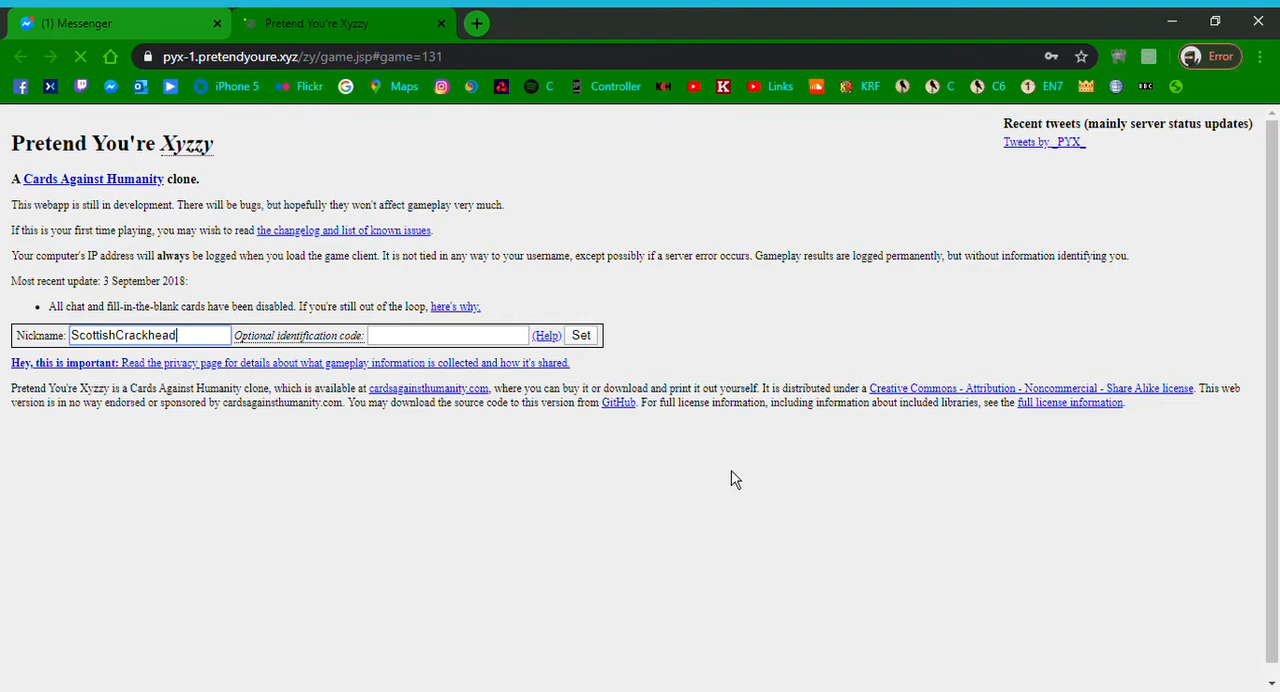 (1) Messenger
Pretend You're Xyzzy
pyx-1.pretendyoure.xyz/zy/game.jsp#game=131
Error
iPhone 5 Flickr Maps C Controller Links KRF C C6 EN7 BBC
Recent tweets (mainly server status updates)
Tweets by _PYX_
Pretend You're Xyzzy
A Cards Against Humanity clone.
This webapp is still in development. There will be bugs, but hopefully they won't affect gameplay very much.
If this is your first time playing, you may wish to read the changelog and list of known issues.
Your computer's IP address will always be logged when you load the game client. It is not tied in any way to your username, except possibly if a server error occurs. Gameplay results are logged permanently, but without information identifying you.
Most recent update: 3 September 2018:
All chat and fill-in-the-blank cards have been disabled. If you're still out of the loop, here's why.
Nickname: ScottishCrackhead Optional identification code: (Help) Set
Hey, this is important: Read the privacy page for details about what gameplay information is collected and how it's shared.
Pretend You're Xyzzy is a Cards Against Humanity clone, which is available at cardsagainsthumanity.com, where you can buy it or download and print it out yourself. It is distributed under a Creative Commons - Attribution - Noncommercial - Share Alike license. This web
version is in no way endorsed or sponsored by cardsagainsthumanity.com. You may download the source code to this version from GitHub. For full license information, including information about included libraries, see the full license information.